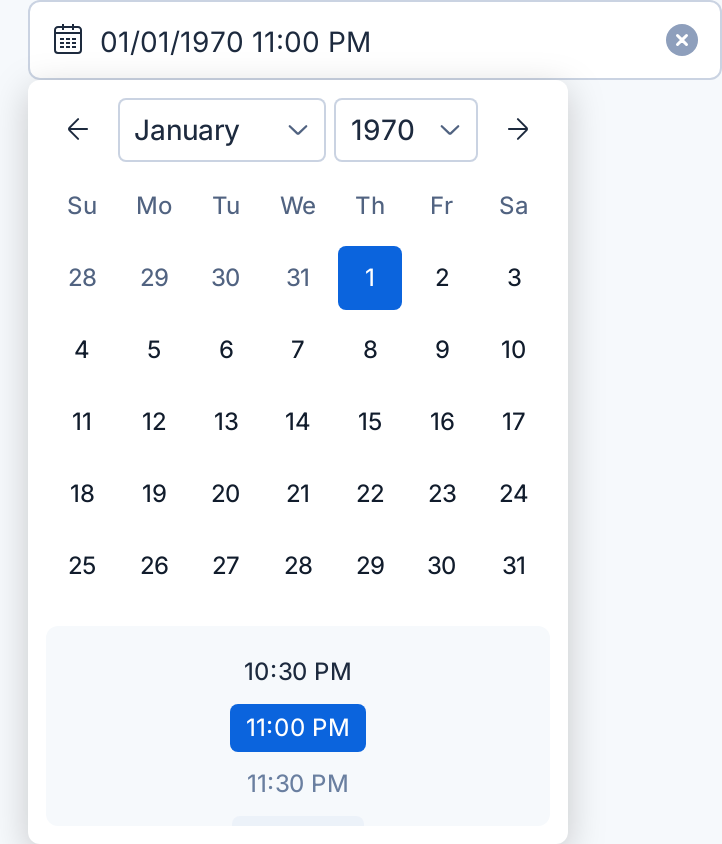 01/01/1970 11:00 PM
January 1970
Su Mo Tu We Th Fr Sa
28 29 30 31 1 2 3
4 5 6 7 8 9 10
11 12 13 14 15 16 17
18 19 20 21 22 23 24
25 26 27 28 29 30 31
10:30 PM
11:00 PM
11:30 PM